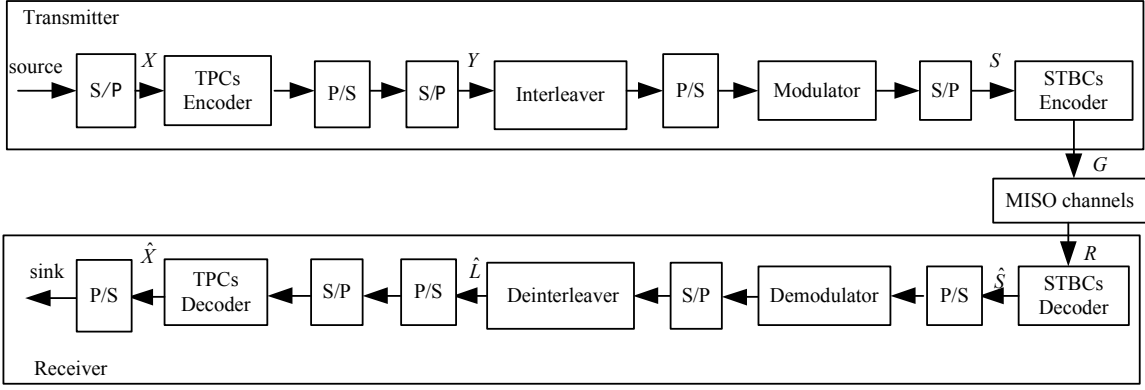 Transmitter
source
S/P
X
TPCs
Encoder
P/S
S/P
Y
Interleaver
P/S
Modulator
S/P
S
STBCs
Encoder
G
MISO channels
R
STBCs
Decoder
Ŝ
P/S
Demodulator
S/P
Deinterleaver
L̂
P/S
S/P
TPCs
Decoder
X̂
P/S
sink
Receiver